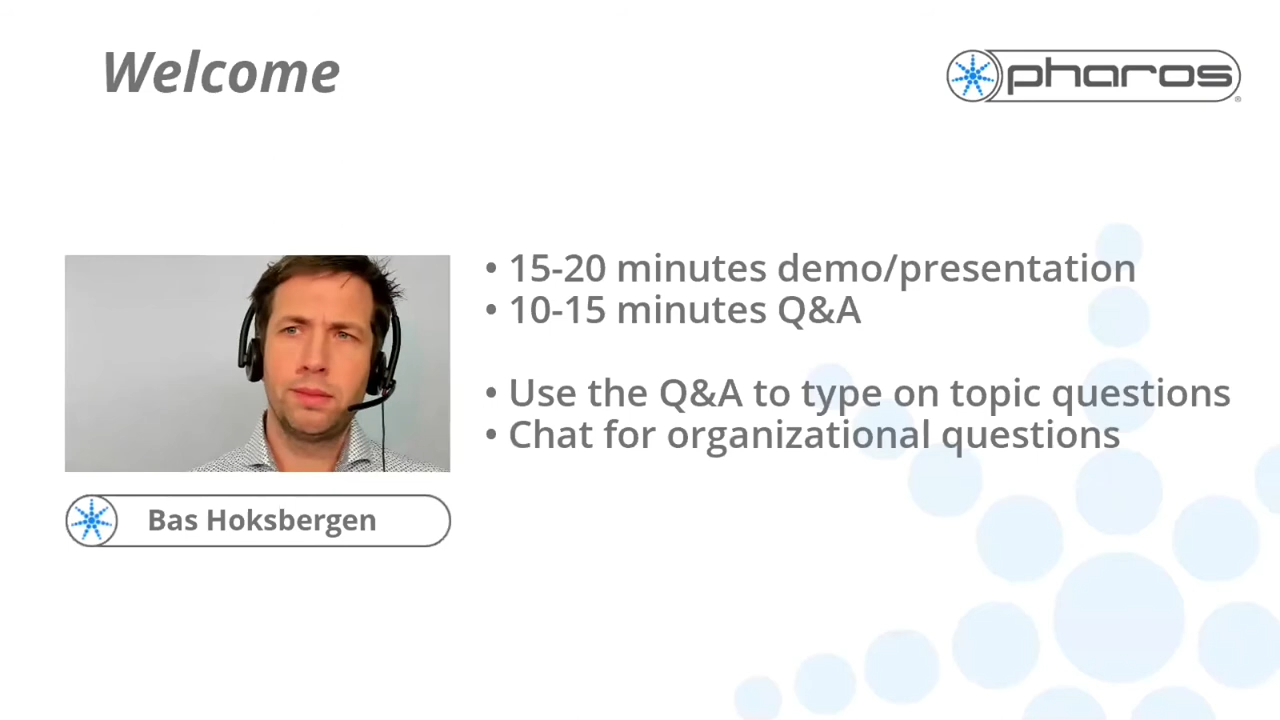 Welcome
pharos®
• 15-20 minutes demo/presentation
• 10-15 minutes Q&A
• Use the Q&A to type on topic questions
• Chat for organizational questions
Bas Hoksbergen